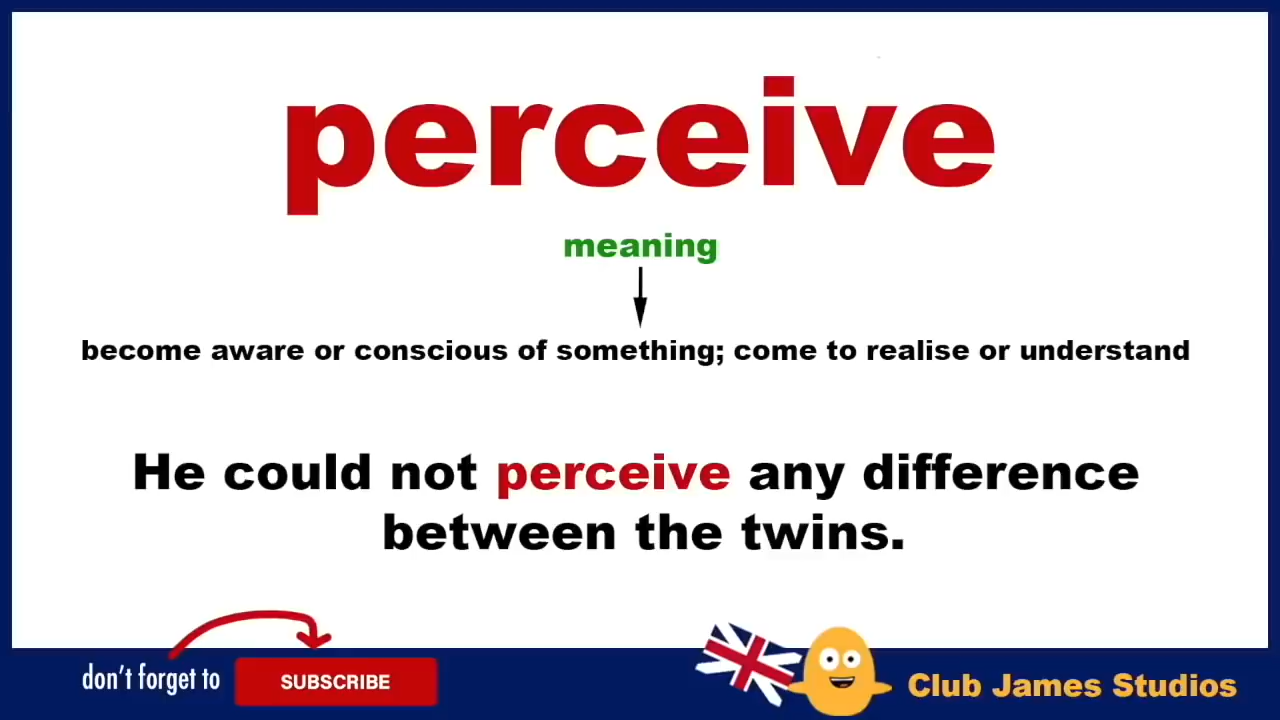 perceive
meaning
become aware or conscious of something; come to realise or understand
He could not perceive any difference
between the twins.
don't forget to
SUBSCRIBE
Club James Studios